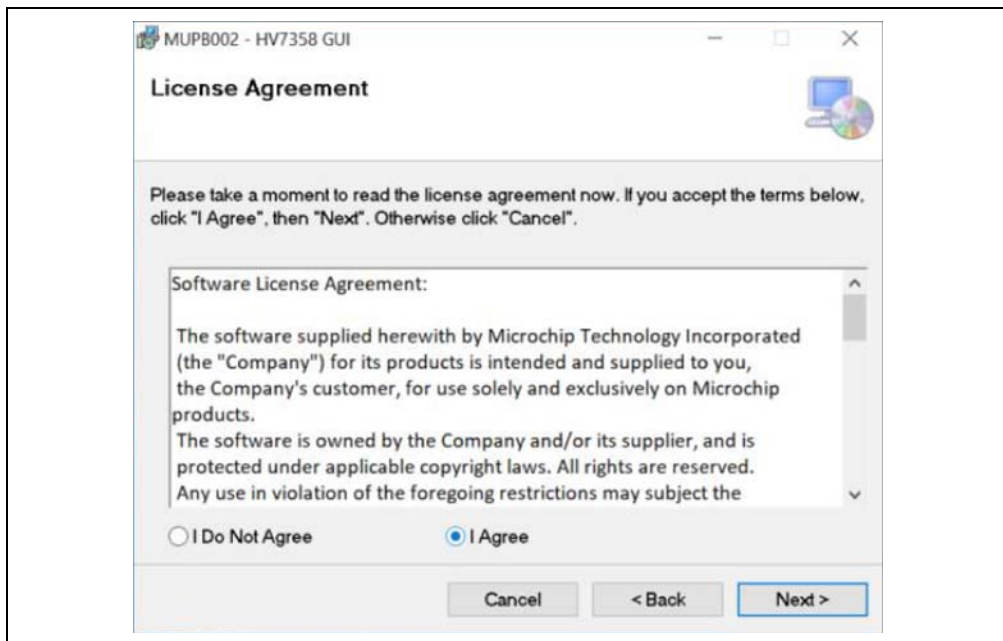 MUPB002 - HV7358 GUI
License Agreement
Please take a moment to read the license agreement now. If you accept the terms below,
click "I Agree", then "Next". Otherwise click "Cancel".
Software License Agreement:
The software supplied herewith by Microchip Technology Incorporated
(the "Company") for its products is intended and supplied to you,
the Company's customer, for use solely and exclusively on Microchip
products.
The software is owned by the Company and/or its supplier, and is
protected under applicable copyright laws. All rights are reserved.
Any use in violation of the foregoing restrictions may subject the
I Do Not Agree I Agree
Cancel < Back Next >